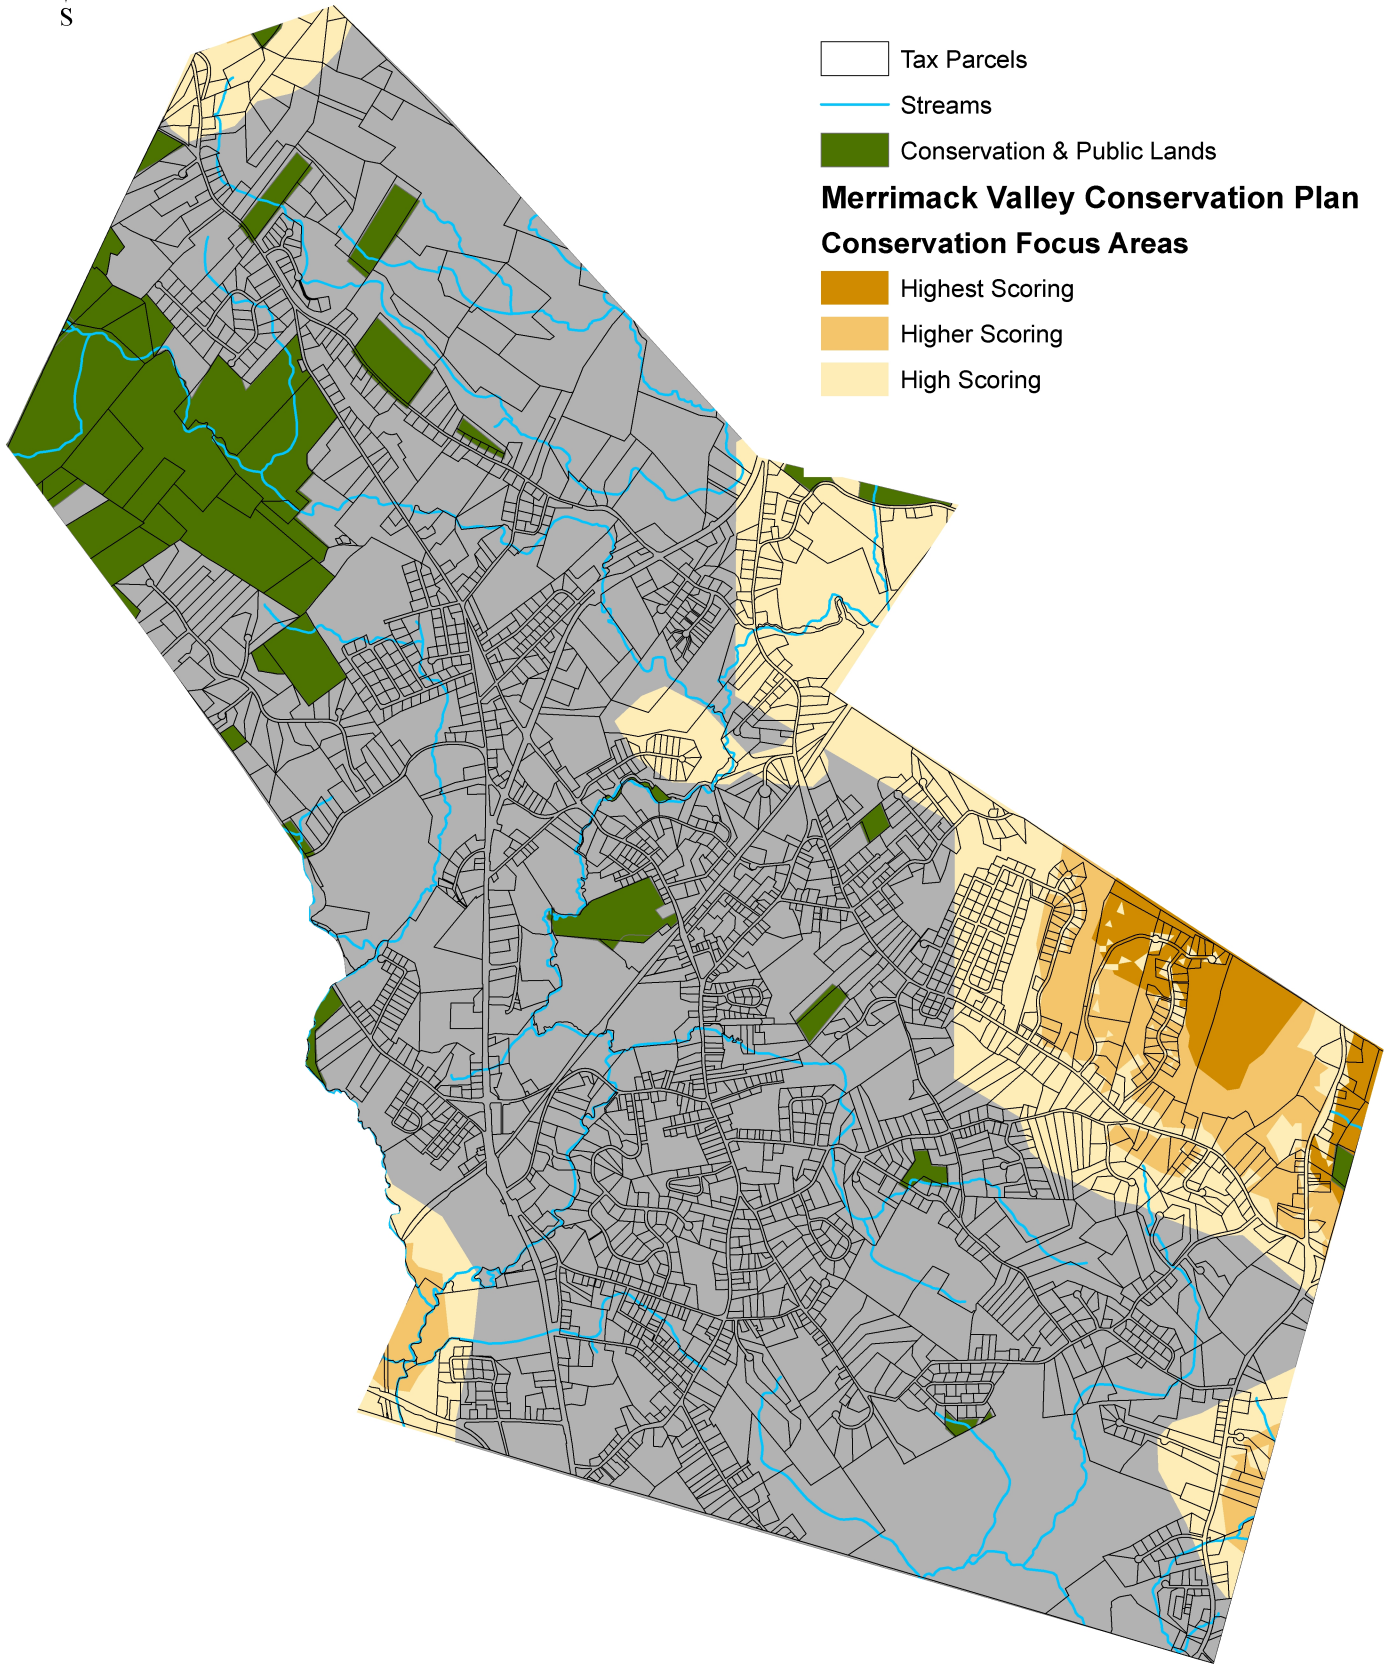 S
Tax Parcels
Streams
Conservation & Public Lands
Merrimack Valley Conservation Plan
Conservation Focus Areas
Highest Scoring
Higher Scoring
High Scoring